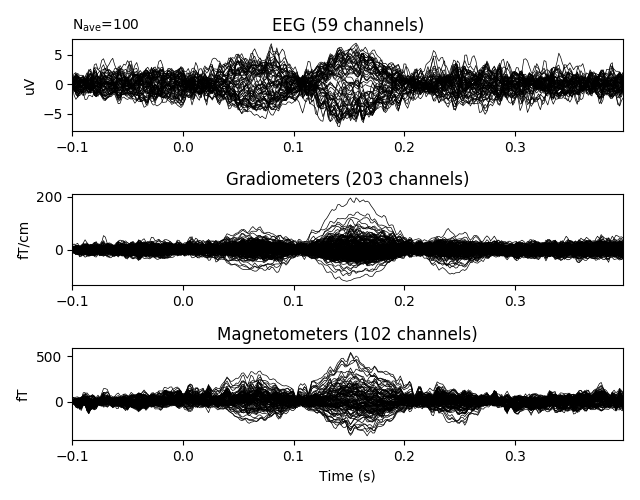 N_ave=100
EEG (59 channels)
uV
5
0
−5
−0.1 0.0 0.1 0.2 0.3
Gradiometers (203 channels)
fT/cm
200
0
−0.1 0.0 0.1 0.2 0.3
Magnetometers (102 channels)
fT
500
0
−0.1 0.0 0.1 0.2 0.3
Time (s)